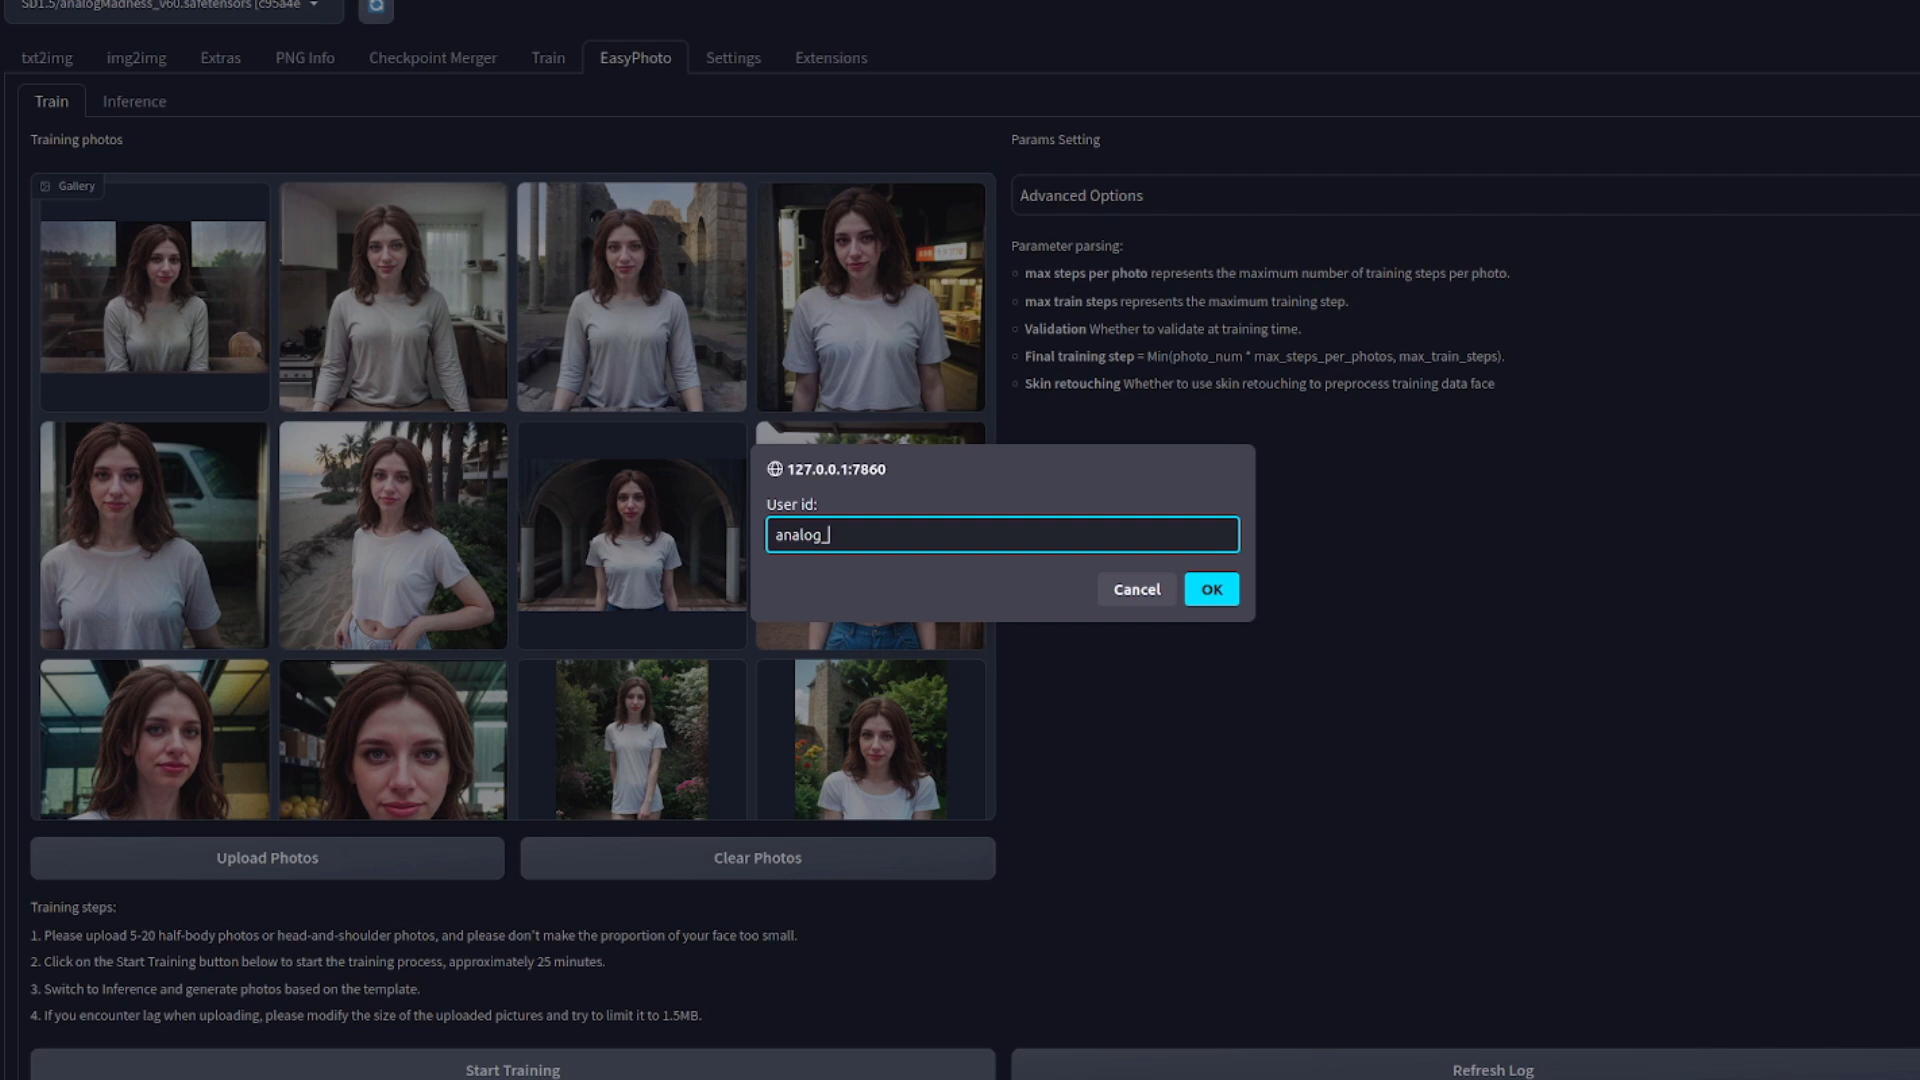 SD1.5/analogMadness_v60.safetensors [c95a4e
txt2img
img2img
Extras
PNG Info
Checkpoint Merger
Train
EasyPhoto
Settings
Extensions
Train
Inference
Training photos
Params Setting
Gallery
Advanced Options
Parameter parsing:
max steps per photo represents the maximum number of training steps per photo.
max train steps represents the maximum training step.
Validation Whether to validate at training time.
Final training step = Min(photo_num * max_steps_per_photos, max_train_steps).
Skin retouching Whether to use skin retouching to preprocess training data face
127.0.0.1:7860
User id:
analog_
Cancel
OK
Upload Photos
Clear Photos
Training steps:
1. Please upload 5-20 half-body photos or head-and-shoulder photos, and please don't make the proportion of your face too small.
2. Click on the Start Training button below to start the training process, approximately 25 minutes.
3. Switch to Inference and generate photos based on the template.
4. If you encounter lag when uploading, please modify the size of the uploaded pictures and try to limit it to 1.5MB.
Start Training
Refresh Log